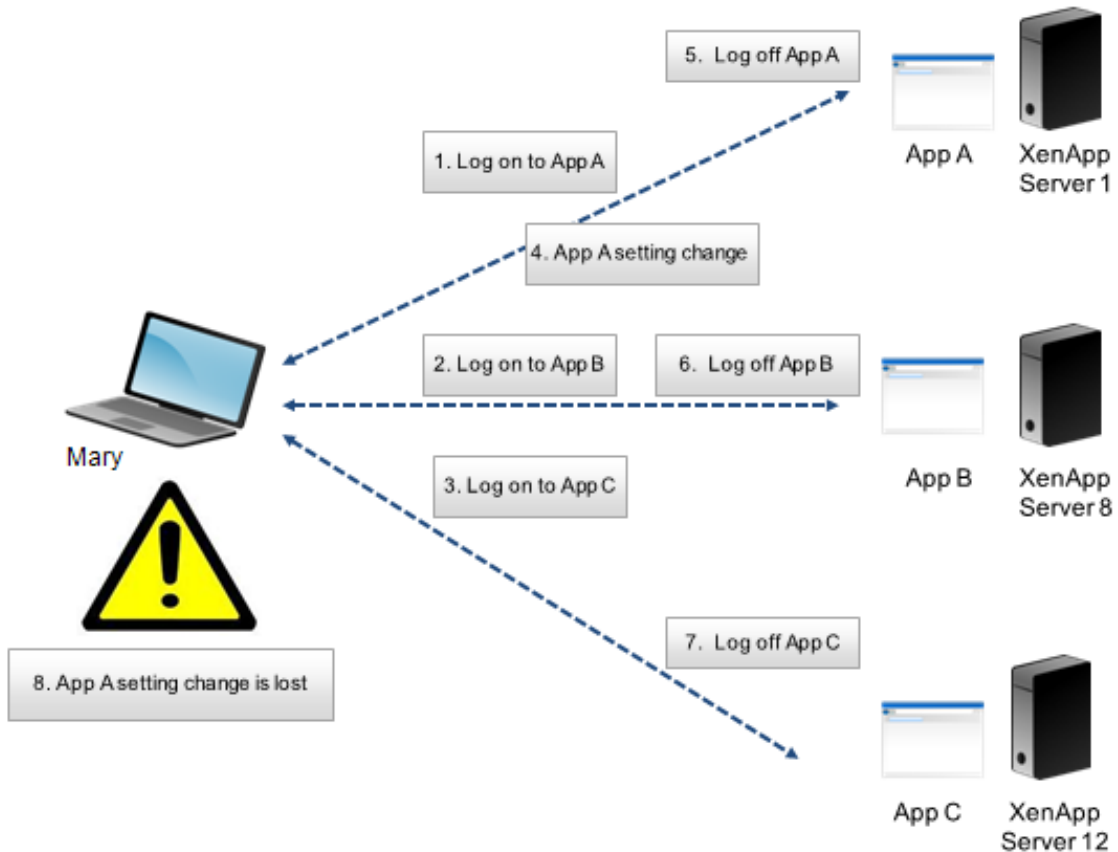 5. Log off App A
1. Log on to App A
App A
XenApp
Server 1
4. App A setting change
2. Log on to App B
6. Log off App B
Mary
3. Log on to App C
App B
XenApp
Server 8
7. Log off App C
8. App A setting change is lost
App C
XenApp
Server 12